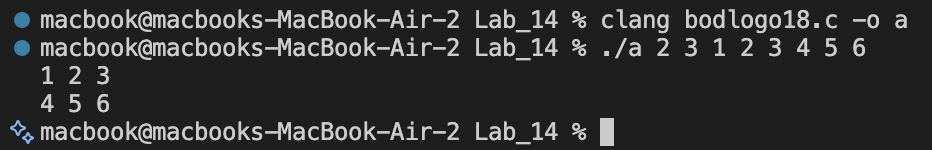 macbook@macbooks-MacBook-Air-2 Lab_14 % clang bodlogo18.c -o a
macbook@macbooks-MacBook-Air-2 Lab_14 % ./a 2 3 1 2 3 4 5 6
1 2 3
4 5 6
macbook@macbooks-MacBook-Air-2 Lab_14 %